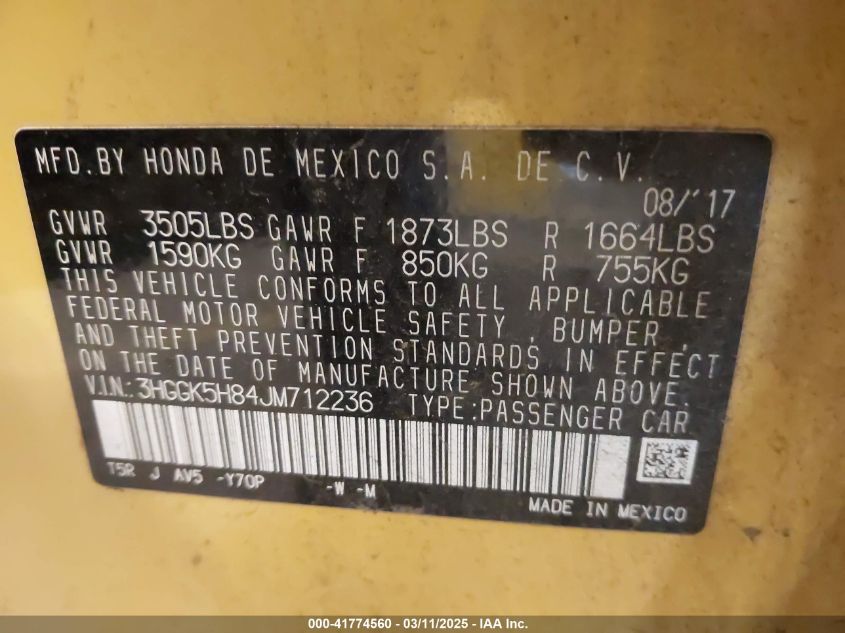 MFD.BY HONDA DE MEXICO S.A. DE C.V.
08/'17
GVWR 3505LBS GAWR F 1873LBS R 1664LBS
GVWR 1590KG GAWR F 850KG R 755KG
THIS VEHICLE CONFORMS TO ALL APPLICABLE
FEDERAL MOTOR VEHICLE SAFETY , BUMPER ,
AND THEFT PREVENTION STANDARDS IN EFFECT
ON THE DATE OF MANUFACTURE SHOWN ABOVE.
V.I.N.:3HGGK5H84JM712236 TYPE:PASSENGER CAR
T5R J AV5 -Y70P -W -M
MADE IN MEXICO
000-41774560 - 03/11/2025 - IAA Inc.